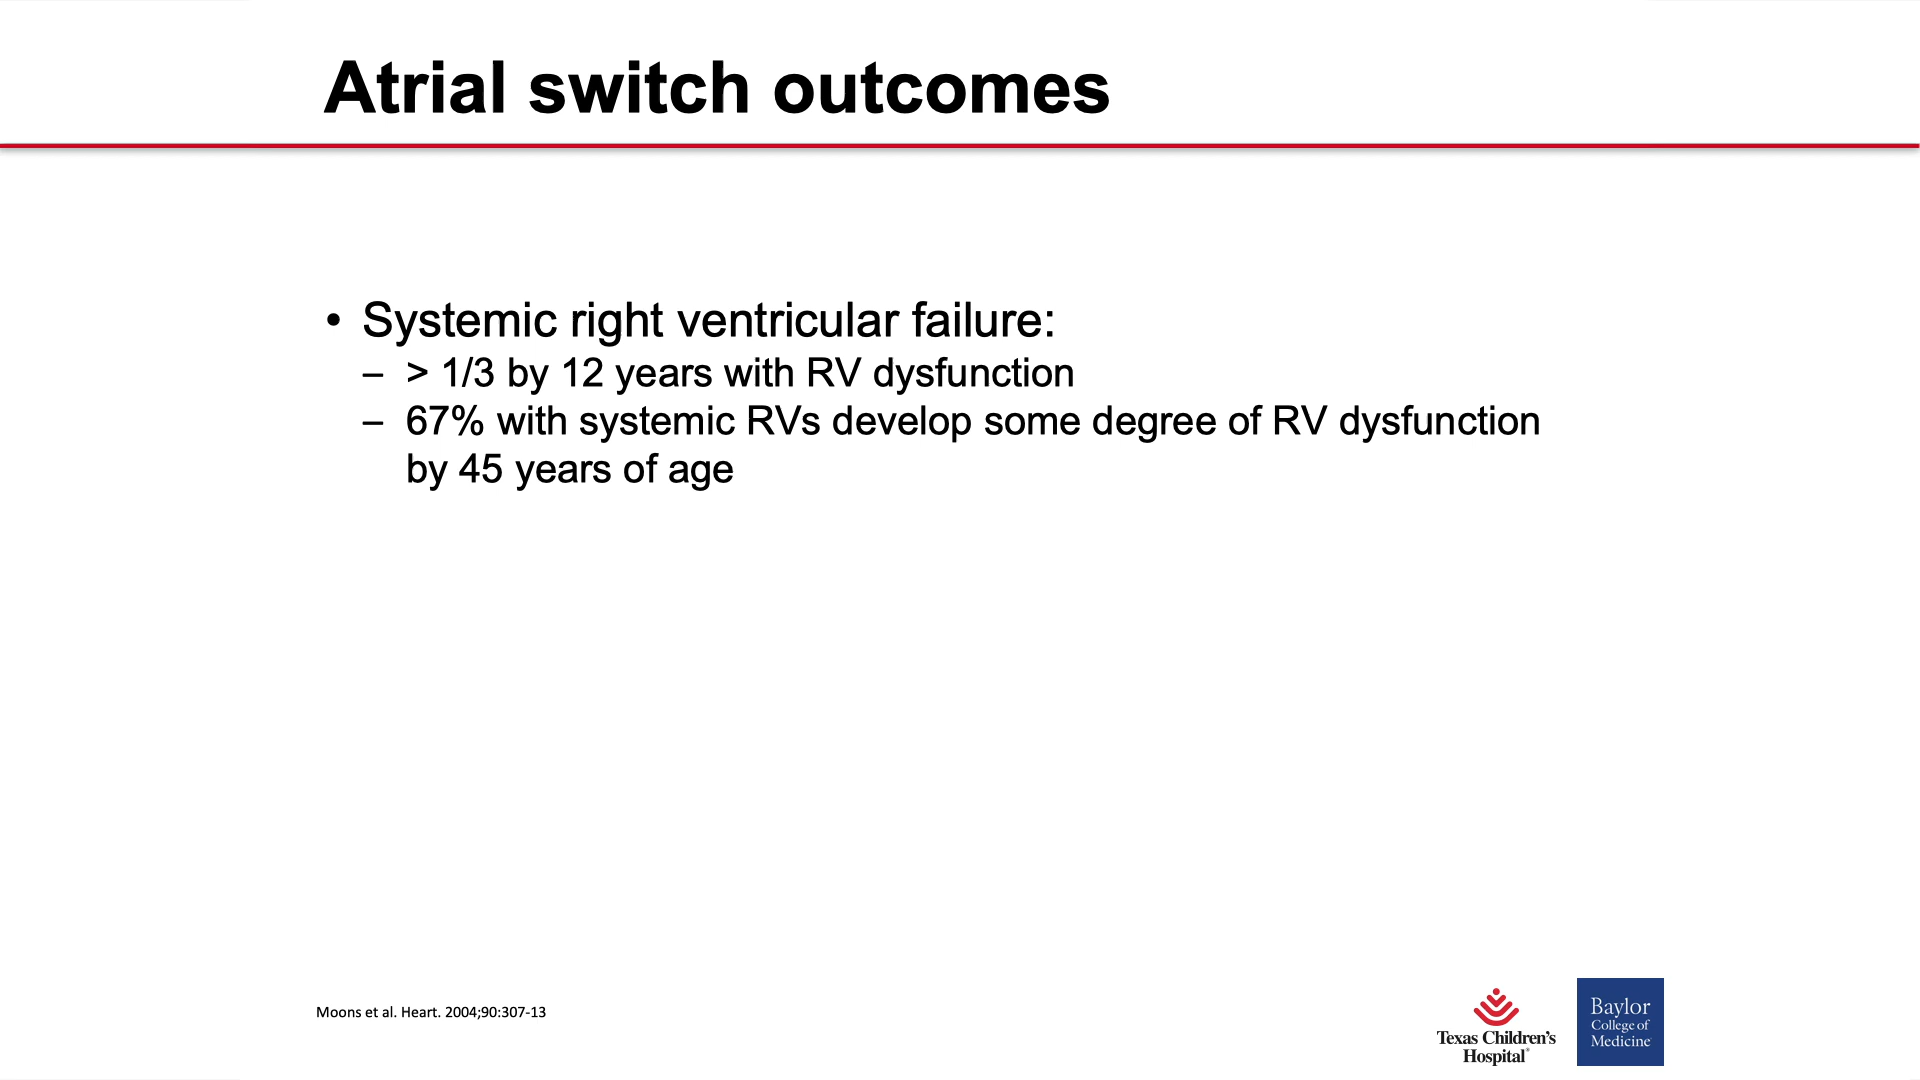 Atrial switch outcomes
• Systemic right ventricular failure:
– > 1/3 by 12 years with RV dysfunction
– 67% with systemic RVs develop some degree of RV dysfunction
by 45 years of age
Moons et al. Heart. 2004;90:307-13
Texas Children's
Hospital®
Baylor
College of
Medicine